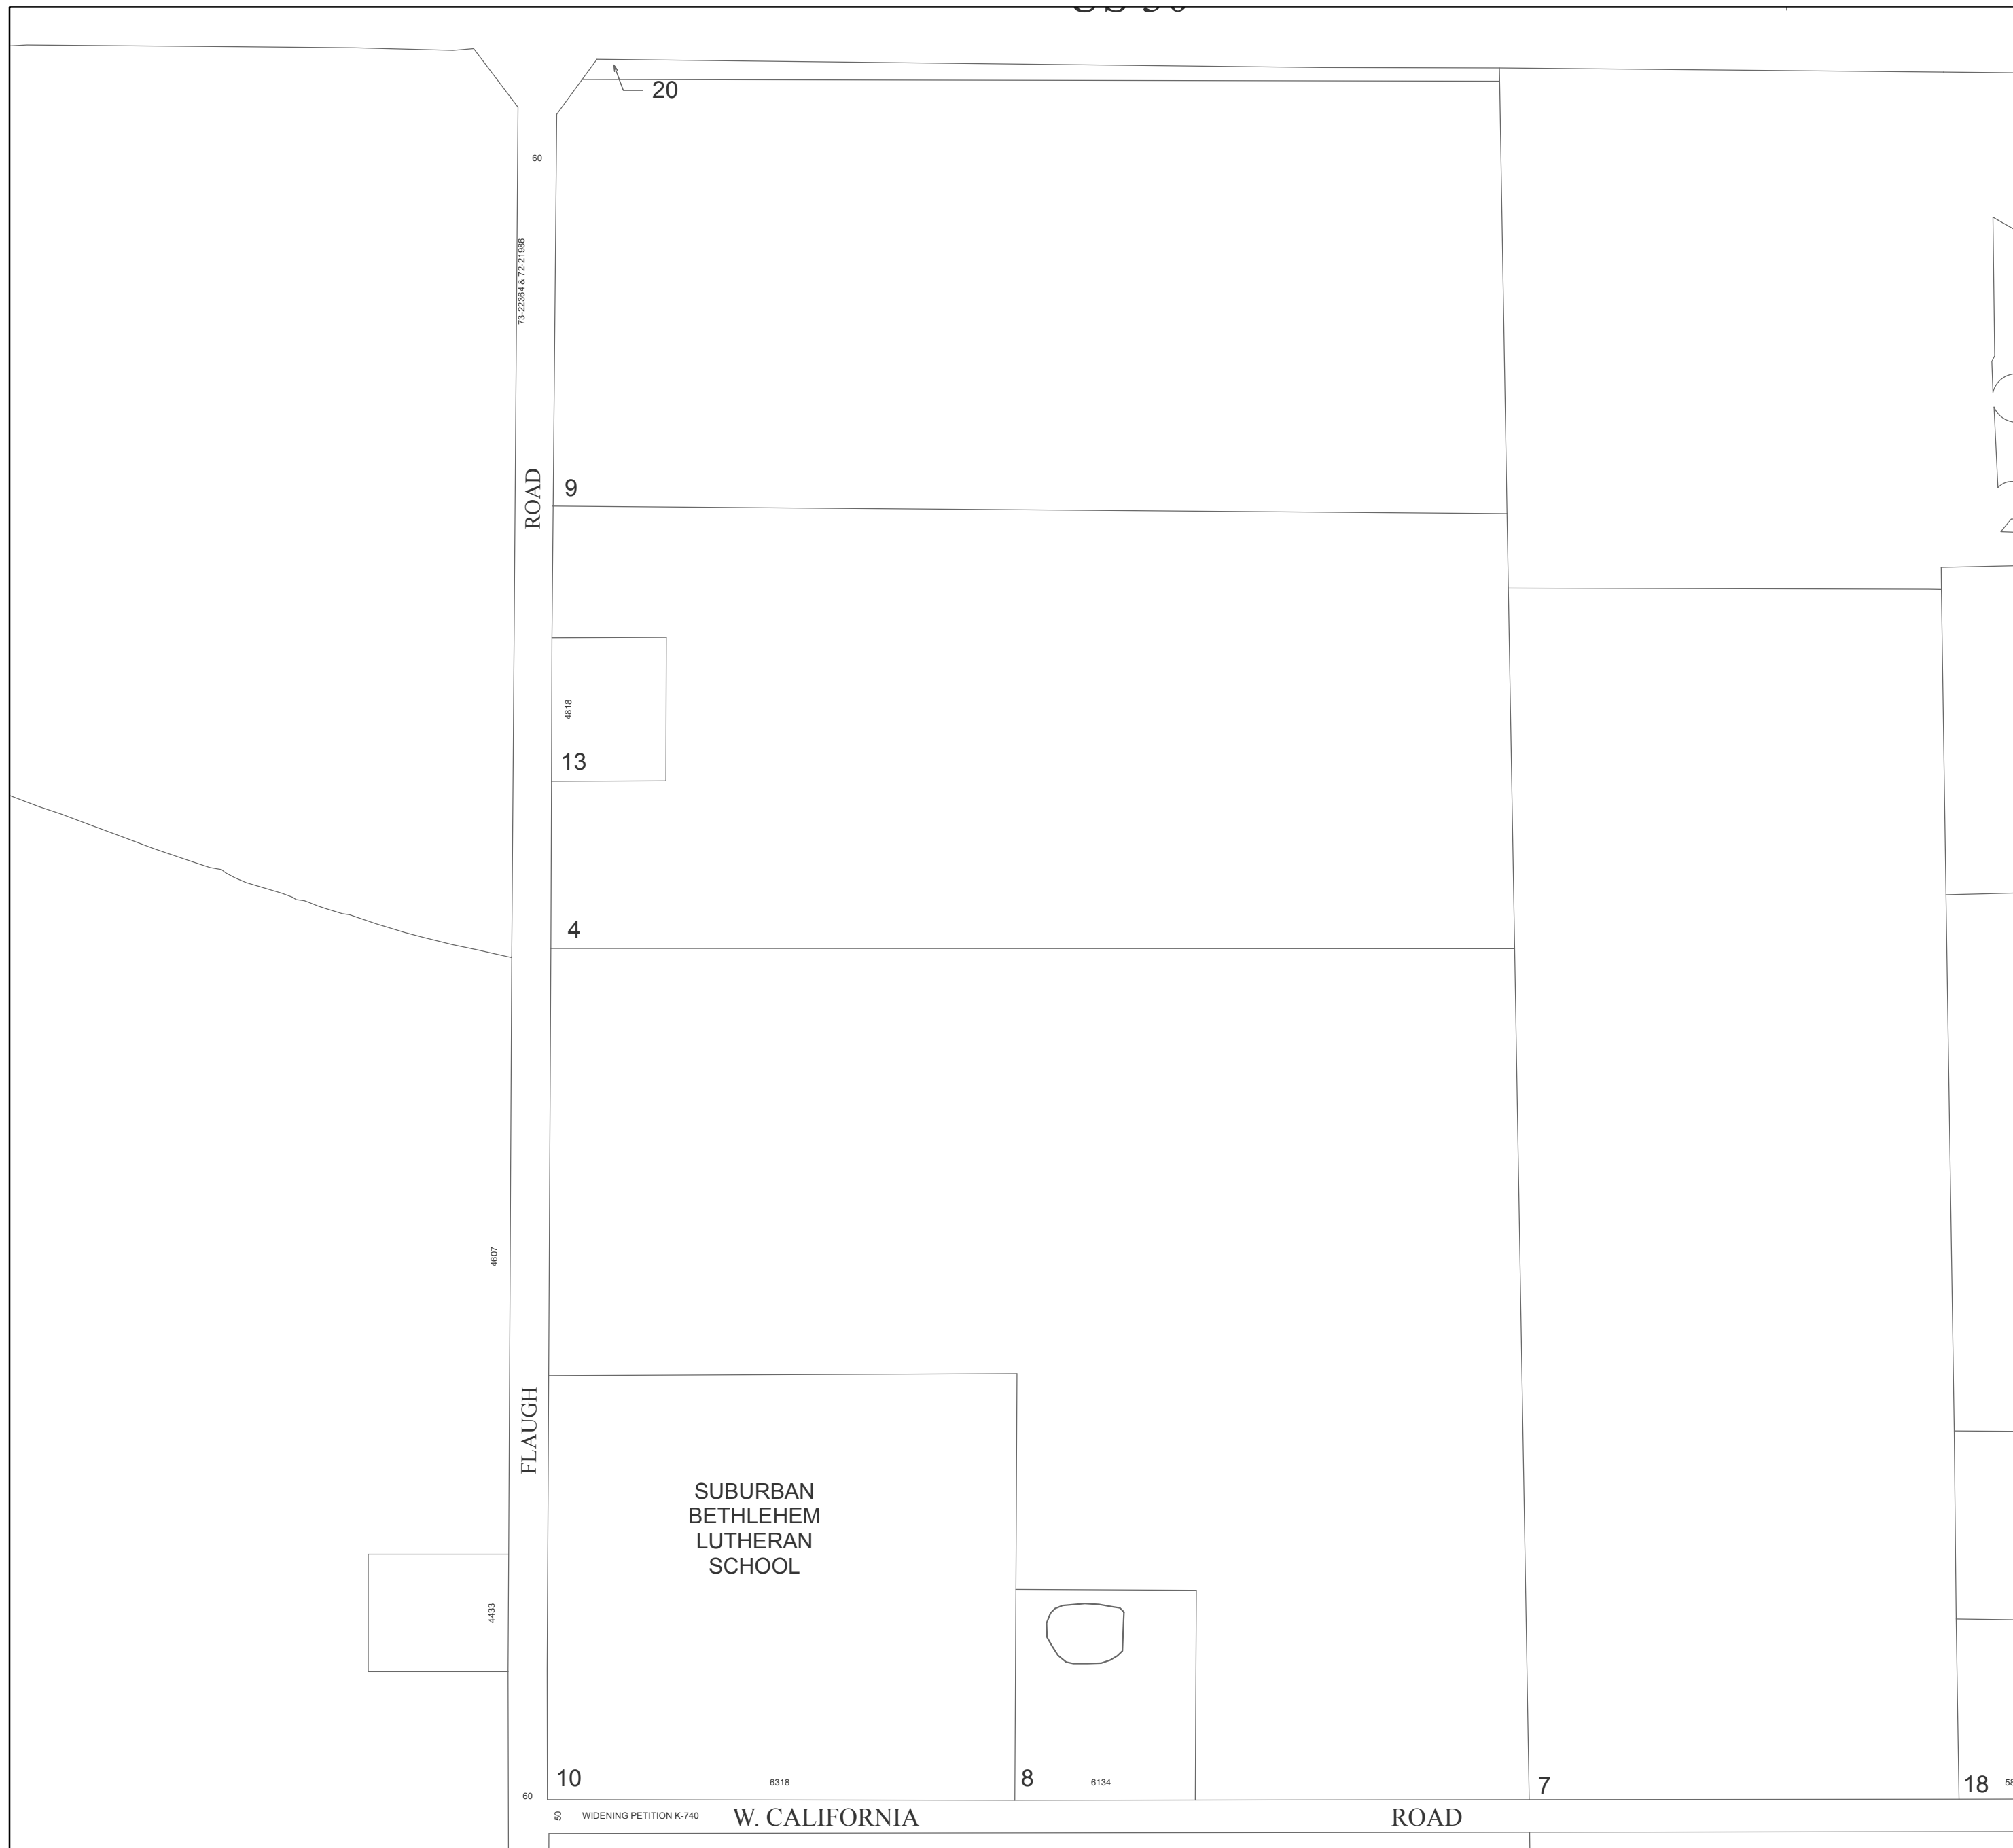 20
60
73-22364 & 72-21986
ROAD
9
4818
13
4
4607
FLAUGH
SUBURBAN
BETHLEHEM
LUTHERAN
SCHOOL
4433
10
6318
8
6134
7
18
60
50
WIDENING PETITION K-740
W. CALIFORNIA
ROAD